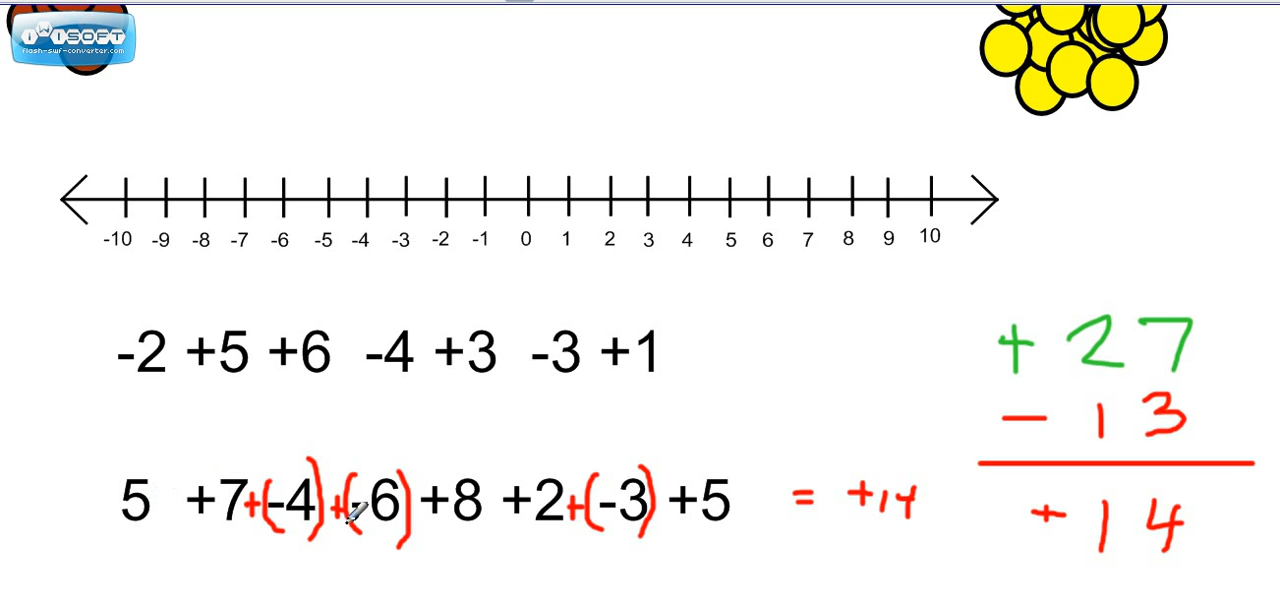 iWiSOFT
flash-swf-converter.com
-10 -9 -8 -7 -6 -5 -4 -3 -2 -1 0 1 2 3 4 5 6 7 8 9 10
-2 +5 +6 -4 +3 -3 +1
5 +7+(-4)+(-6)+8 +2+(-3)+5 = +14
+27
-13
+14